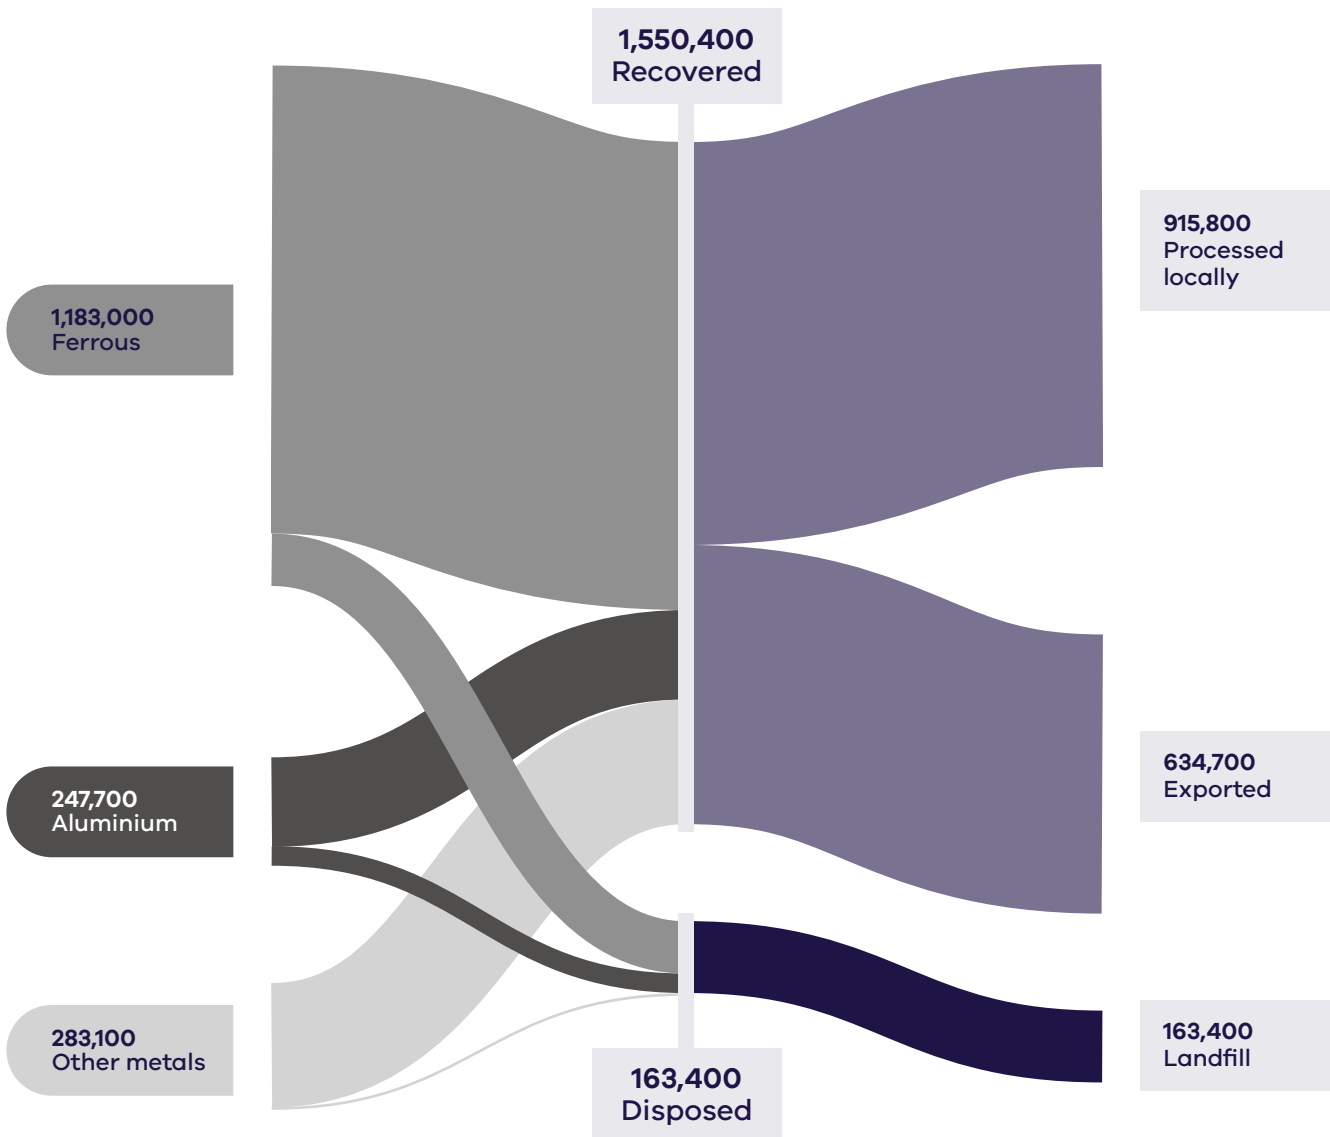 1,550,400
Recovered
915,800
Processed
locally
1,183,000
Ferrous
634,700
Exported
247,700
Aluminium
283,100
Other metals
163,400
Landfill
163,400
Disposed